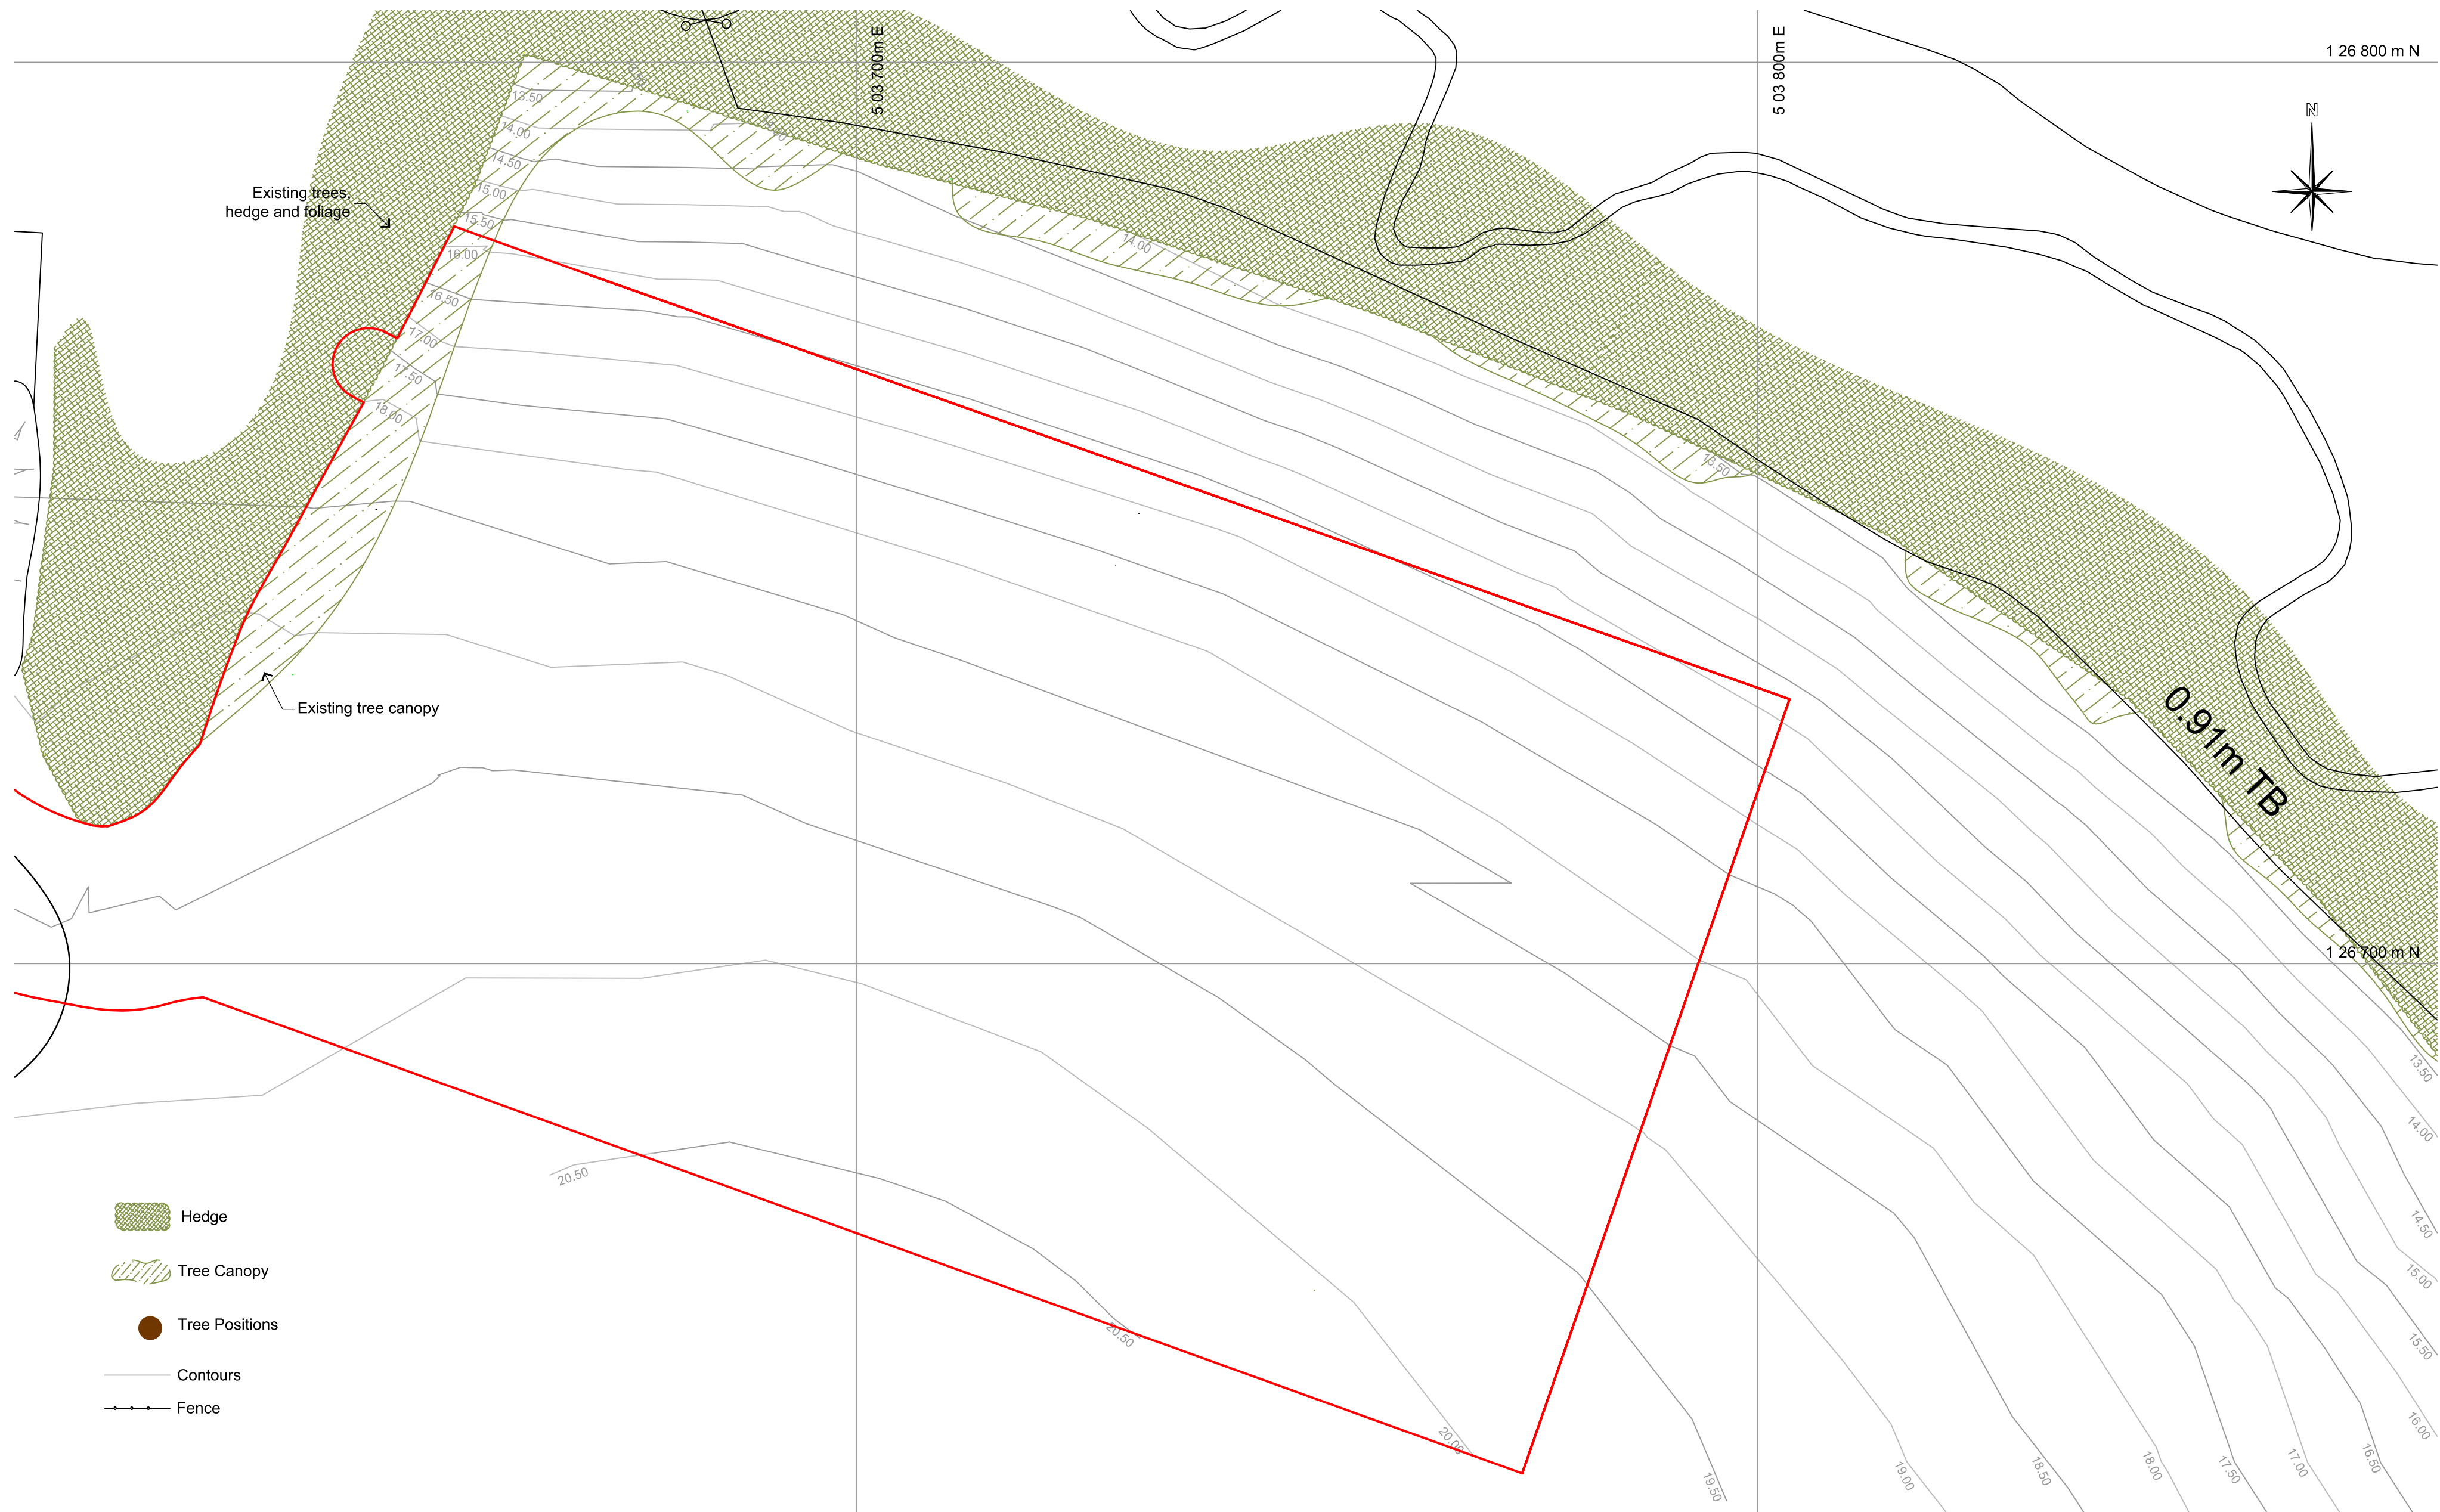 5 03 700m E
5 03 800m E
1 26 800 m N
N
13.50
14.00
14.50
15.00
15.50
16.00
16.50
17.00
17.50
18.00
Existing trees,
hedge and foliage
14.00
13.50
Existing tree canopy
0.91m TB
1 26 700 m N
13.50
14.00
14.50
15.00
15.50
16.00
16.50
17.00
17.50
18.00
18.50
19.00
19.50
20.00
20.50
20.50
Hedge
Tree Canopy
Tree Positions
Contours
Fence